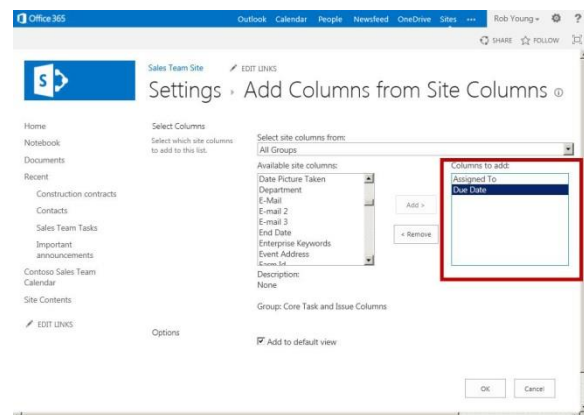 Office 365
Outlook Calendar People Newsfeed OneDrive Sites ••• Rob Young ?
SHARE FOLLOW
S
Sales Team Site EDIT LINKS
Settings › Add Columns from Site Columns
Home
Notebook
Documents
Recent
Construction contracts
Contacts
Sales Team Tasks
Important
announcements
Contoso Sales Team
Calendar
Site Contents
EDIT LINKS
Select Columns
Select which site columns
to add to this list.
Select site columns from:
All Groups
Available site columns:
Date Picture Taken
Department
E-Mail
E-mail 2
E-mail 3
End Date
Enterprise Keywords
Event Address
Form Id
Add >
< Remove
Columns to add:
Assigned To
Due Date
Description:
None
Group: Core Task and Issue Columns
Options
Add to default view
OK Cancel